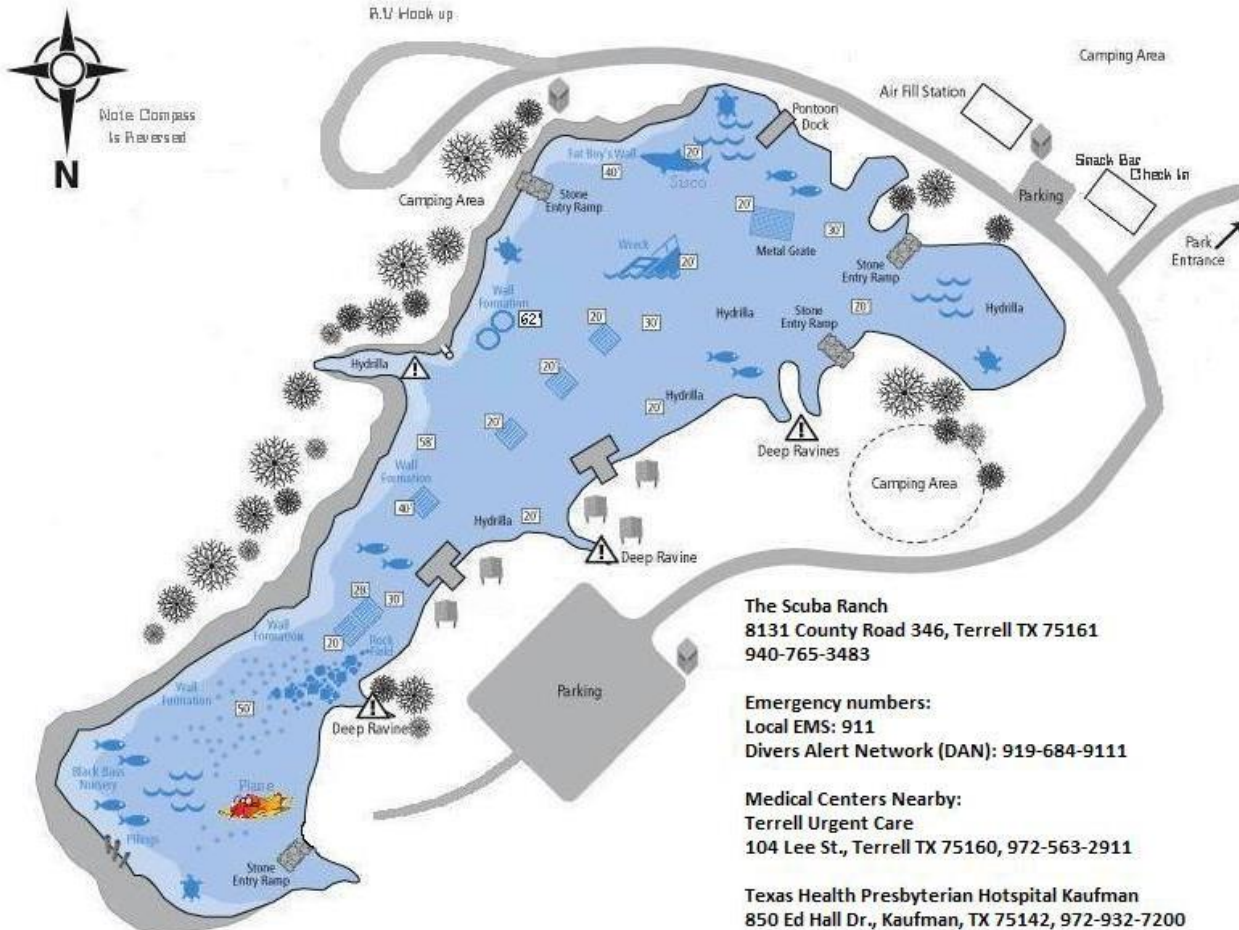 R.V Hook up
Camping Area
Note Compass
Is Reversed
N
Air Fill Station
Pontoon
Dock
Snack Bar
Check In
Parking
Park
Entrance
Fat Boy's Wall
40'
20'
Suco
Camping Area
Stone
Entry Ramp
20'
Metal Grate
30'
Wreck
20'
Stone
Entry Ramp
Wall
Formation
62'
20'
30'
Hydrilla
Stone
Entry Ramp
20'
Hydrilla
Hydrilla
!
20'
20'
Hydrilla
20'
58'
!
Deep Ravines
Wall
Formation
40'
Hydrilla
20'
Camping Area
!
Deep Ravine
28'
30'
Wall
Formation
20'
Rock
Field
Wall
Formation
50'
!
Deep Ravines
Parking
Black Bass
Nursery
Plane
Pilings
Stone
Entry Ramp
The Scuba Ranch
8131 County Road 346, Terrell TX 75161
940-765-3483
Emergency numbers:
Local EMS: 911
Divers Alert Network (DAN): 919-684-9111
Medical Centers Nearby:
Terrell Urgent Care
104 Lee St., Terrell TX 75160, 972-563-2911
Texas Health Presbyterian Hotspital Kaufman
850 Ed Hall Dr., Kaufman, TX 75142, 972-932-7200